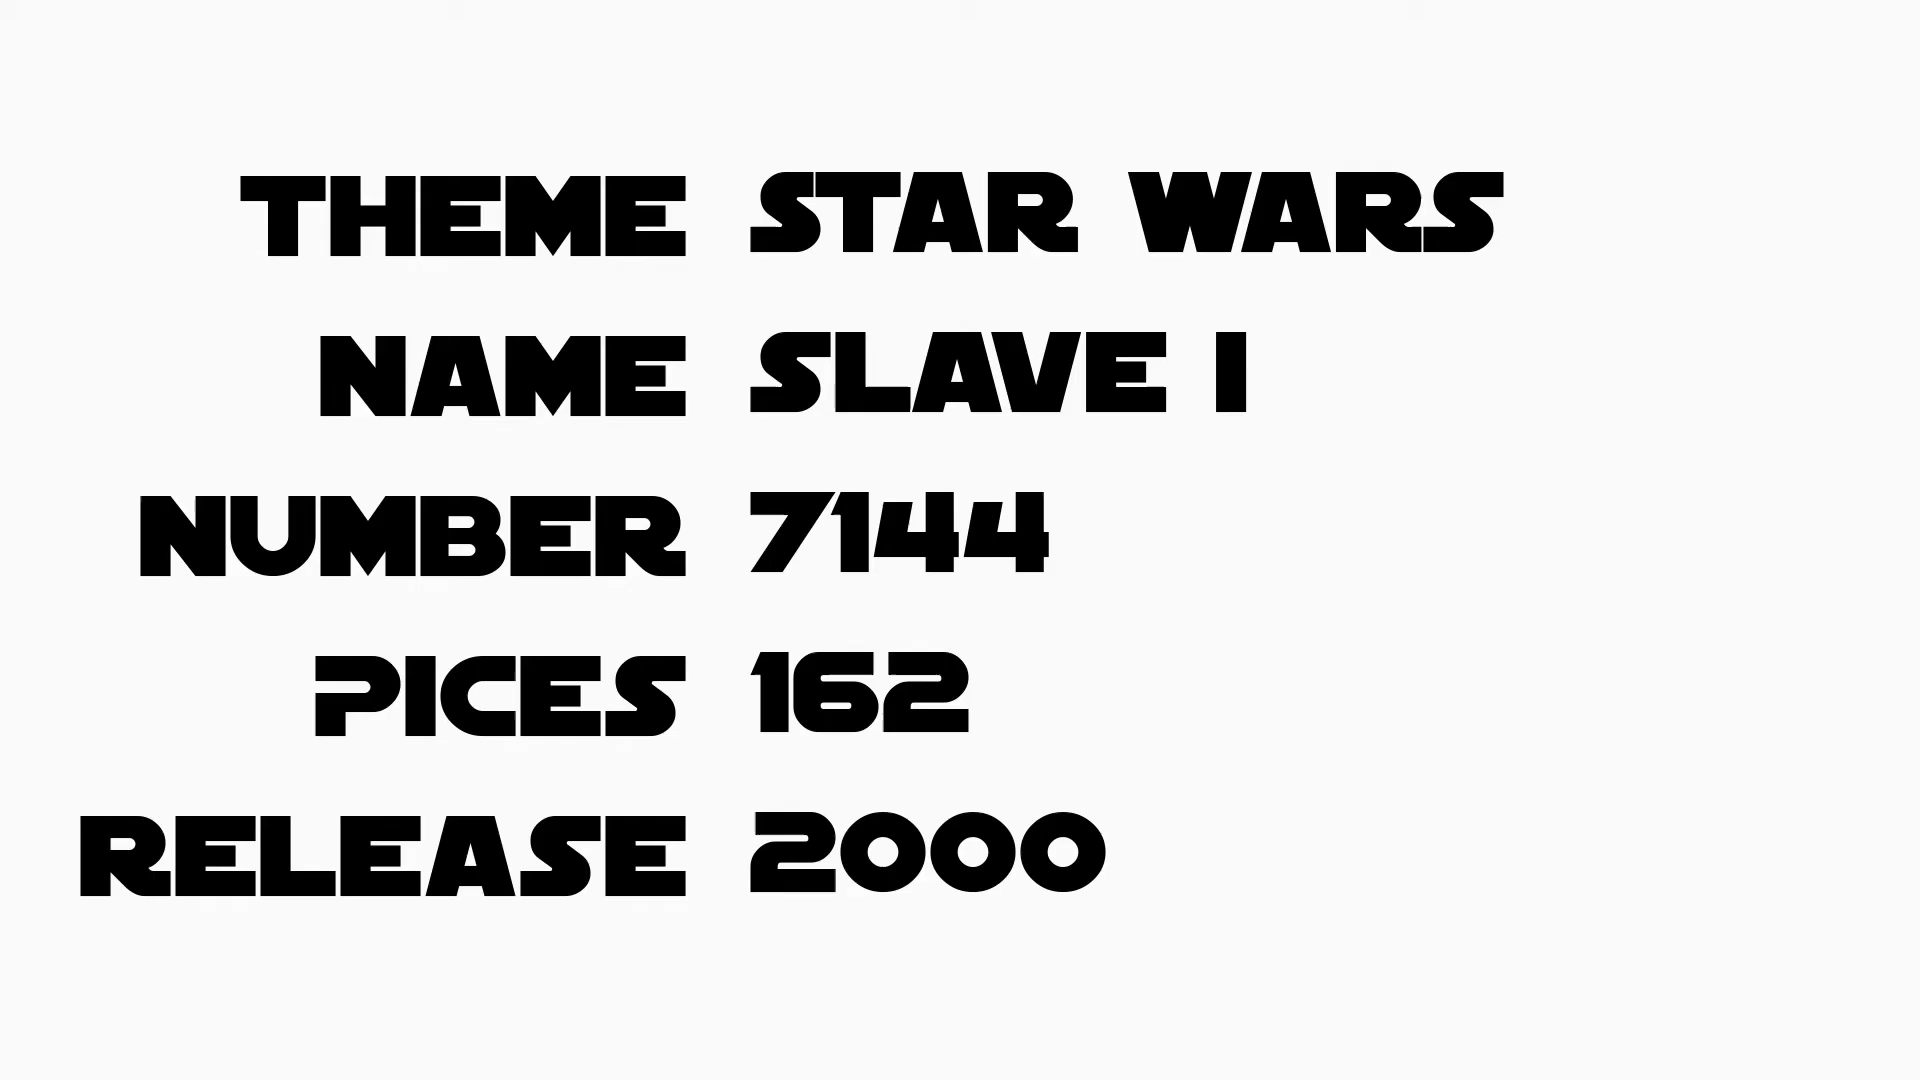 THEME STAR WARS
NAME SLAVE I
NUMBER 7144
PICES 162
RELEASE 2000